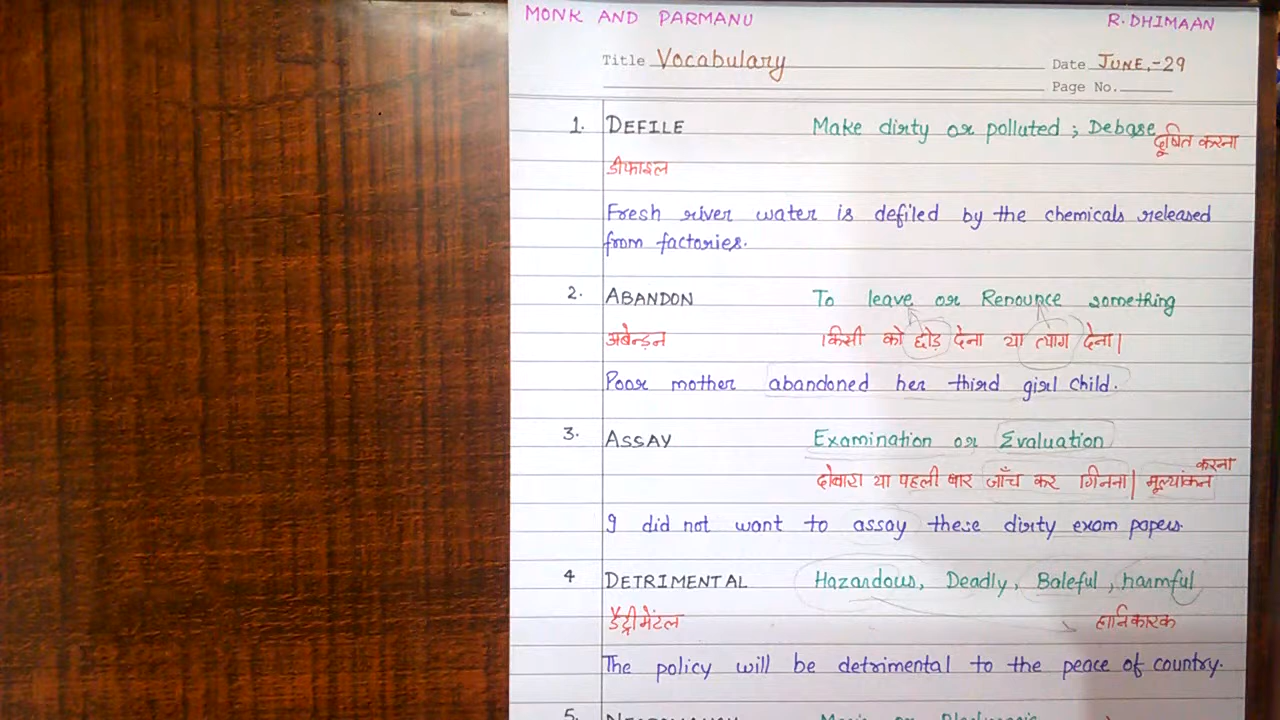 MONK AND PARMANU R. DHIMAAN
Title Vocabulary Date JUNE,-29
Page No.
1. DEFILE Make dirty or polluted ; Debase दूषित करना
डीफाइल
Fresh river water is defiled by the chemicals released
from factories.
2. ABANDON To leave or Renounce something
अबेन्ड़न किसी को छोड़ देना या त्याग देना।
Poor mother abandoned her third girl child.
3. ASSAY Examination or Evaluation
दोबारा या पहली बार जाँच कर गिनना। मूल्यांकन करना
I did not want to assay these dirty exam papers.
4 DETRIMENTAL Hazardous, Deadly, Baleful, harmful
डैट्रीमेंटल हानिकारक
The policy will be detrimental to the peace of country.
5.